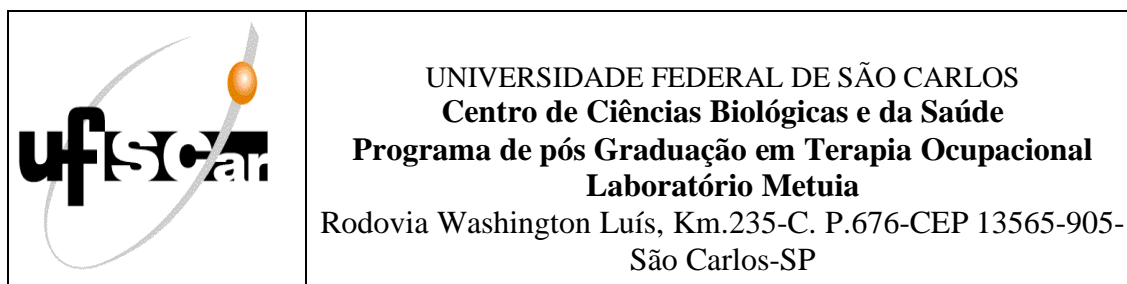 ufscar
UNIVERSIDADE FEDERAL DE SÃO CARLOS
Centro de Ciências Biológicas e da Saúde
Programa de pós Graduação em Terapia Ocupacional
Laboratório Metuia
Rodovia Washington Luís, Km.235-C. P.676-CEP 13565-905-
São Carlos-SP